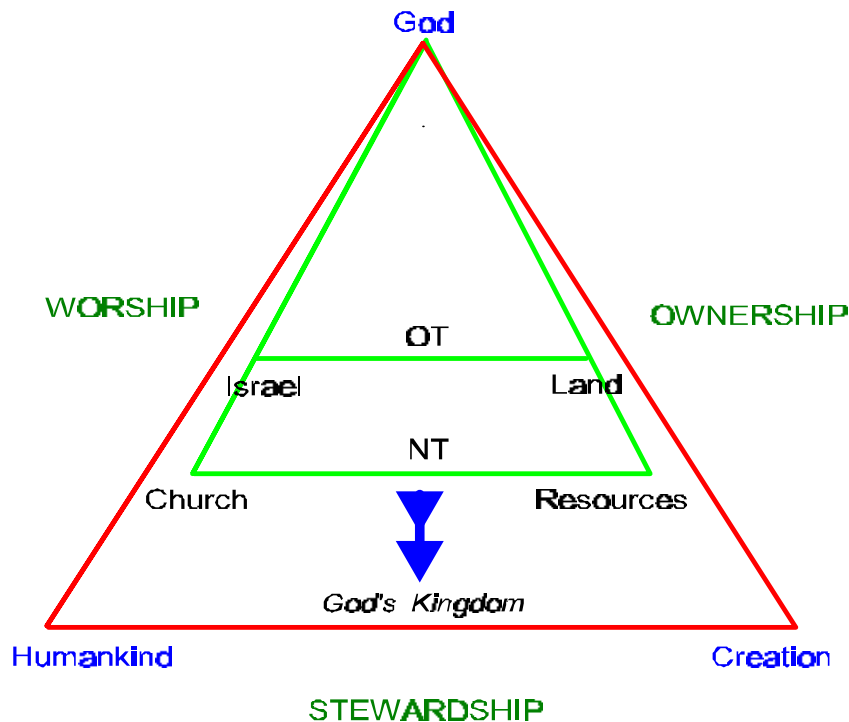 God
WORSHIP
OWNERSHIP
OT
Israel
Land
NT
Church
Resources
God's Kingdom
Humankind
Creation
STEWARDSHIP